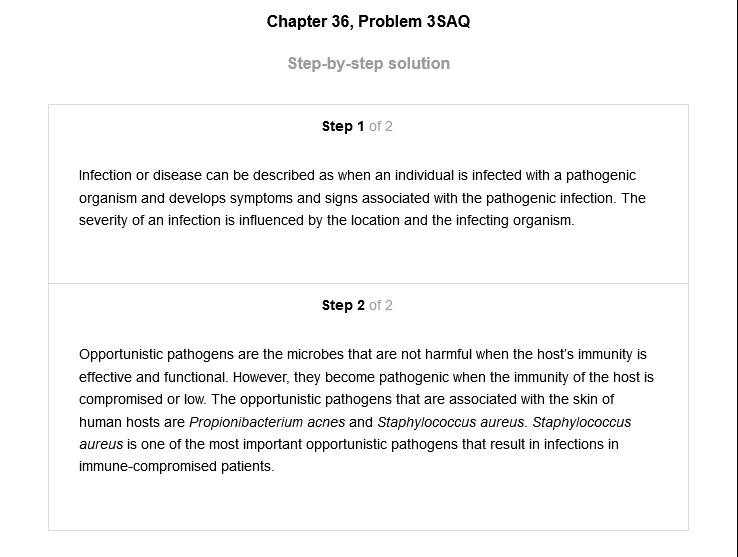 Chapter 36, Problem 3SAQ
Step-by-step solution
Step 1 of 2
Infection or disease can be described as when an individual is infected with a pathogenic
organism and develops symptoms and signs associated with the pathogenic infection. The
severity of an infection is influenced by the location and the infecting organism.
Step 2 of 2
Opportunistic pathogens are the microbes that are not harmful when the host's immunity is
effective and functional. However, they become pathogenic when the immunity of the host is
compromised or low. The opportunistic pathogens that are associated with the skin of
human hosts are Propionibacterium acnes and Staphylococcus aureus. Staphylococcus
aureus is one of the most important opportunistic pathogens that result in infections in
immune-compromised patients.